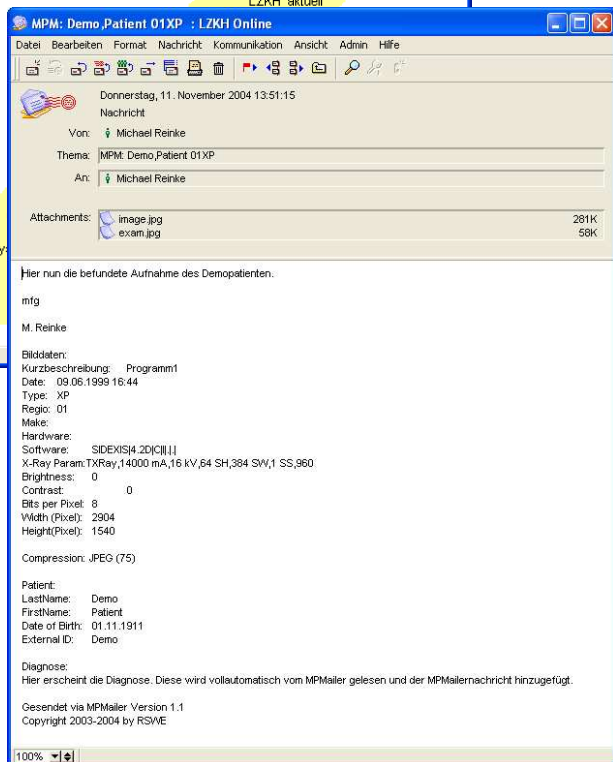 LZKH aktuell
MPM: Demo,Patient 01XP : LZKH Online
Datei Bearbeiten Format Nachricht Kommunikation Ansicht Admin Hilfe
Donnerstag, 11. November 2004 13:51:15
Nachricht
Von: Michael Reinke
Thema: MPM: Demo,Patient 01XP
An: Michael Reinke
Attachments: image.jpg 281K
exam.jpg 58K
Hier nun die befundete Aufnahme des Demopatienten.
mfg
M. Reinke
Bilddaten:
Kurzbeschreibung: Programm1
Date: 09.06.1999 16:44
Type: XP
Regio: 01
Make:
Hardware:
Software: SIDEXIS|4.2D|C|||.|.|
X-Ray Param:TXRay,14000 mA,16 kV,64 SH,384 SW,1 SS,960
Brightness: 0
Contrast: 0
Bits per Pixel: 8
Width (Pixel): 2904
Height(Pixel): 1540
Compression: JPEG (75)
Patient:
LastName: Demo
FirstName: Patient
Date of Birth: 01.11.1911
External ID: Demo
Diagnose:
Hier erscheint die Diagnose. Diese wird vollautomatisch vom MPMailer gelesen und der MPMailernachricht hinzugefügt.
Gesendet via MPMailer Version 1.1
Copyright 2003-2004 by RSWE
100%